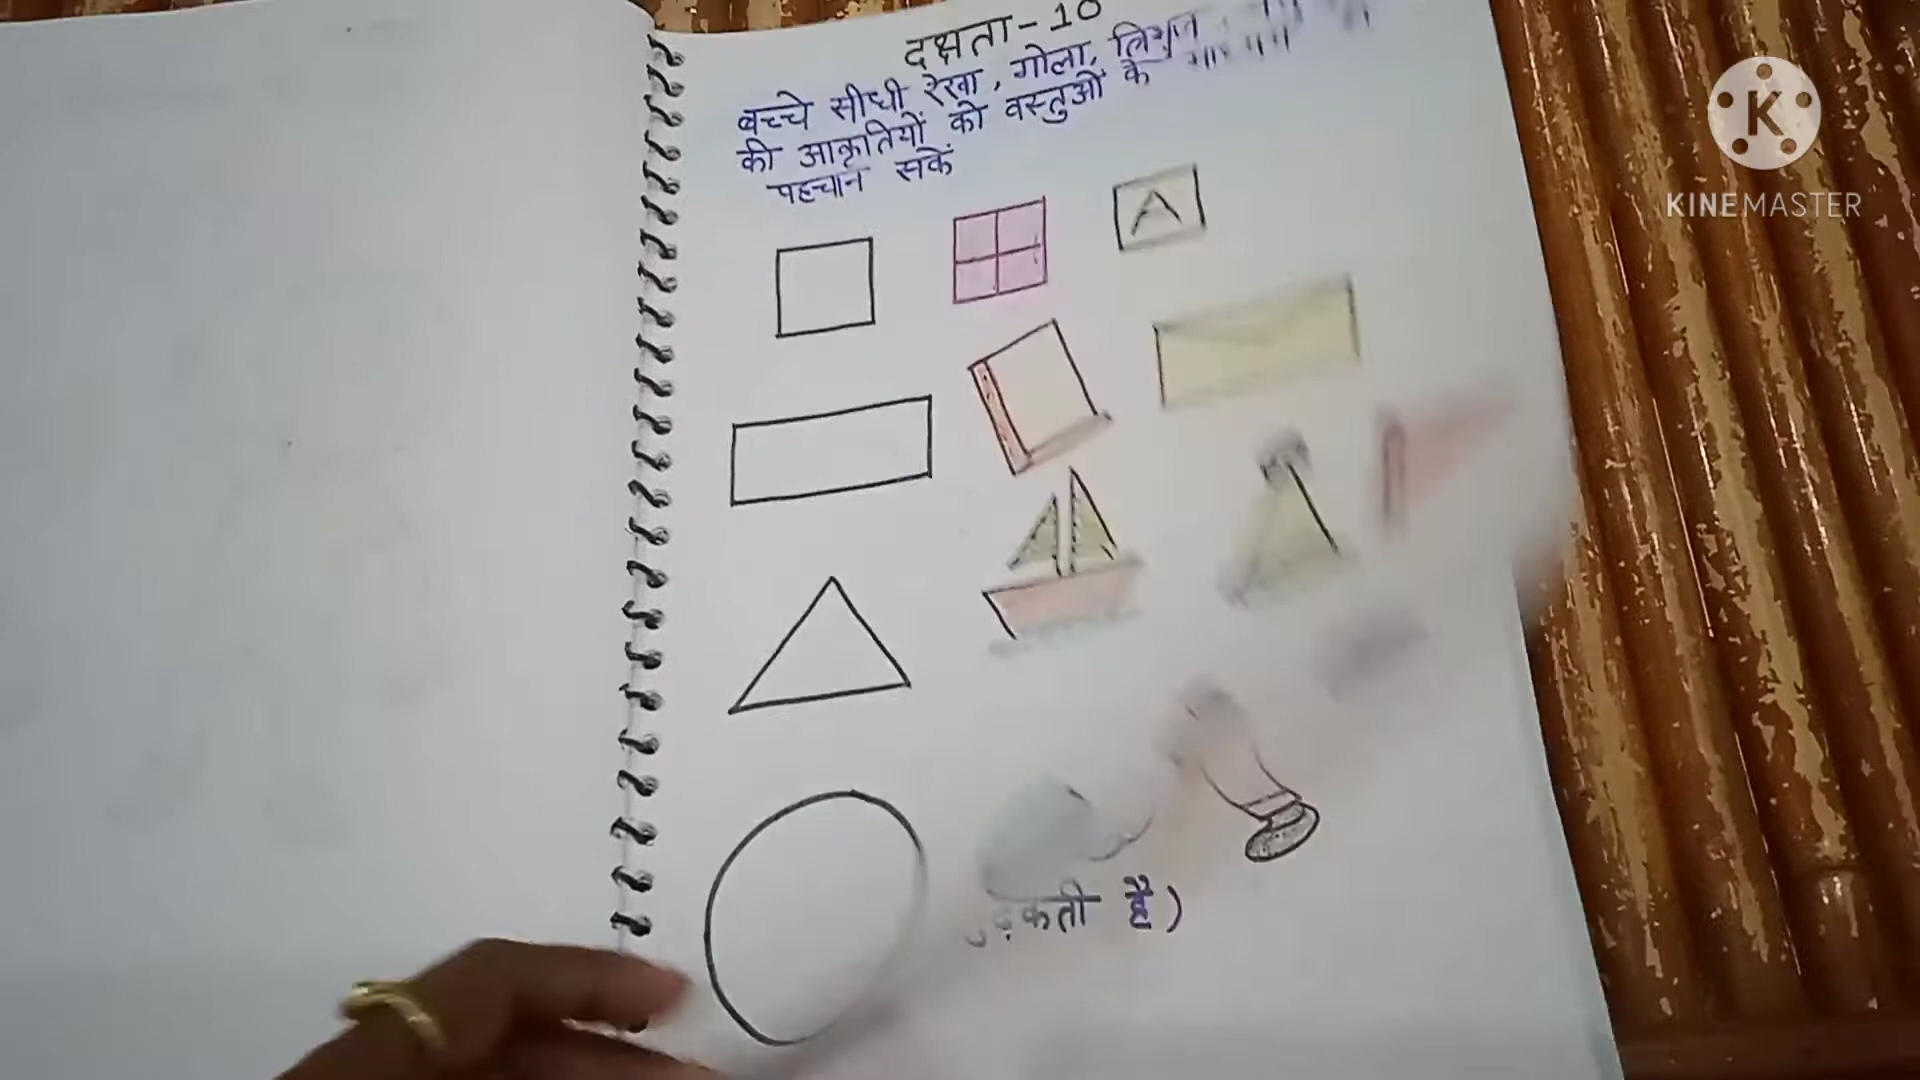 दक्षता-10
बच्चे सीधी रेखा, गोला, त्रिभुज
की आकृतियों को वस्तुओं के
पहचान सकें
A
ढ़कती है)
K
KINEMASTER